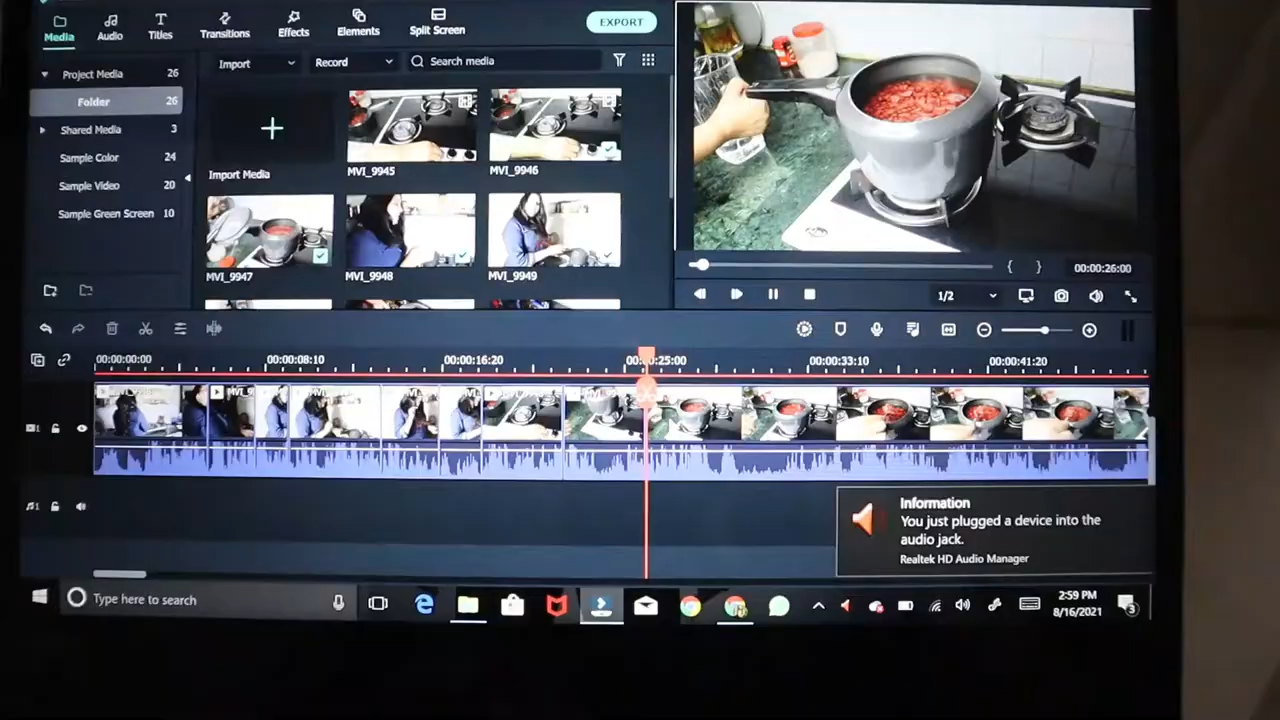 Media
Audio
Titles
Transitions
Effects
Elements
Split Screen
EXPORT
Project Media 26
Folder 26
Shared Media 3
Sample Color 24
Sample Video 20
Sample Green Screen 10
Import
Record
Search media
Import Media
MVI_9945
MVI_9946
MVI_9947
MVI_9948
MVI_9949
{ }
00:00:26:00
1/2
00:00:00:00
00:00:08:10
00:00:16:20
00:00:25:00
00:00:33:10
00:00:41:20
1
1
Information
You just plugged a device into the
audio jack.
Realtek HD Audio Manager
Type here to search
2:59 PM
8/16/2021
3